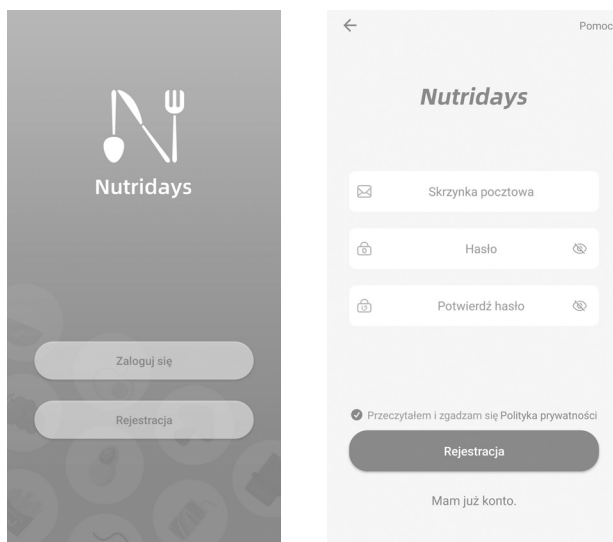 Nutridays
Zaloguj się
Rejestracja
Pomoc
Nutridays
Skrzynka pocztowa
Hasło
Potwierdź hasło
Przeczytałem i zgadzam się Polityka prywatności
Rejestracja
Mam już konto.